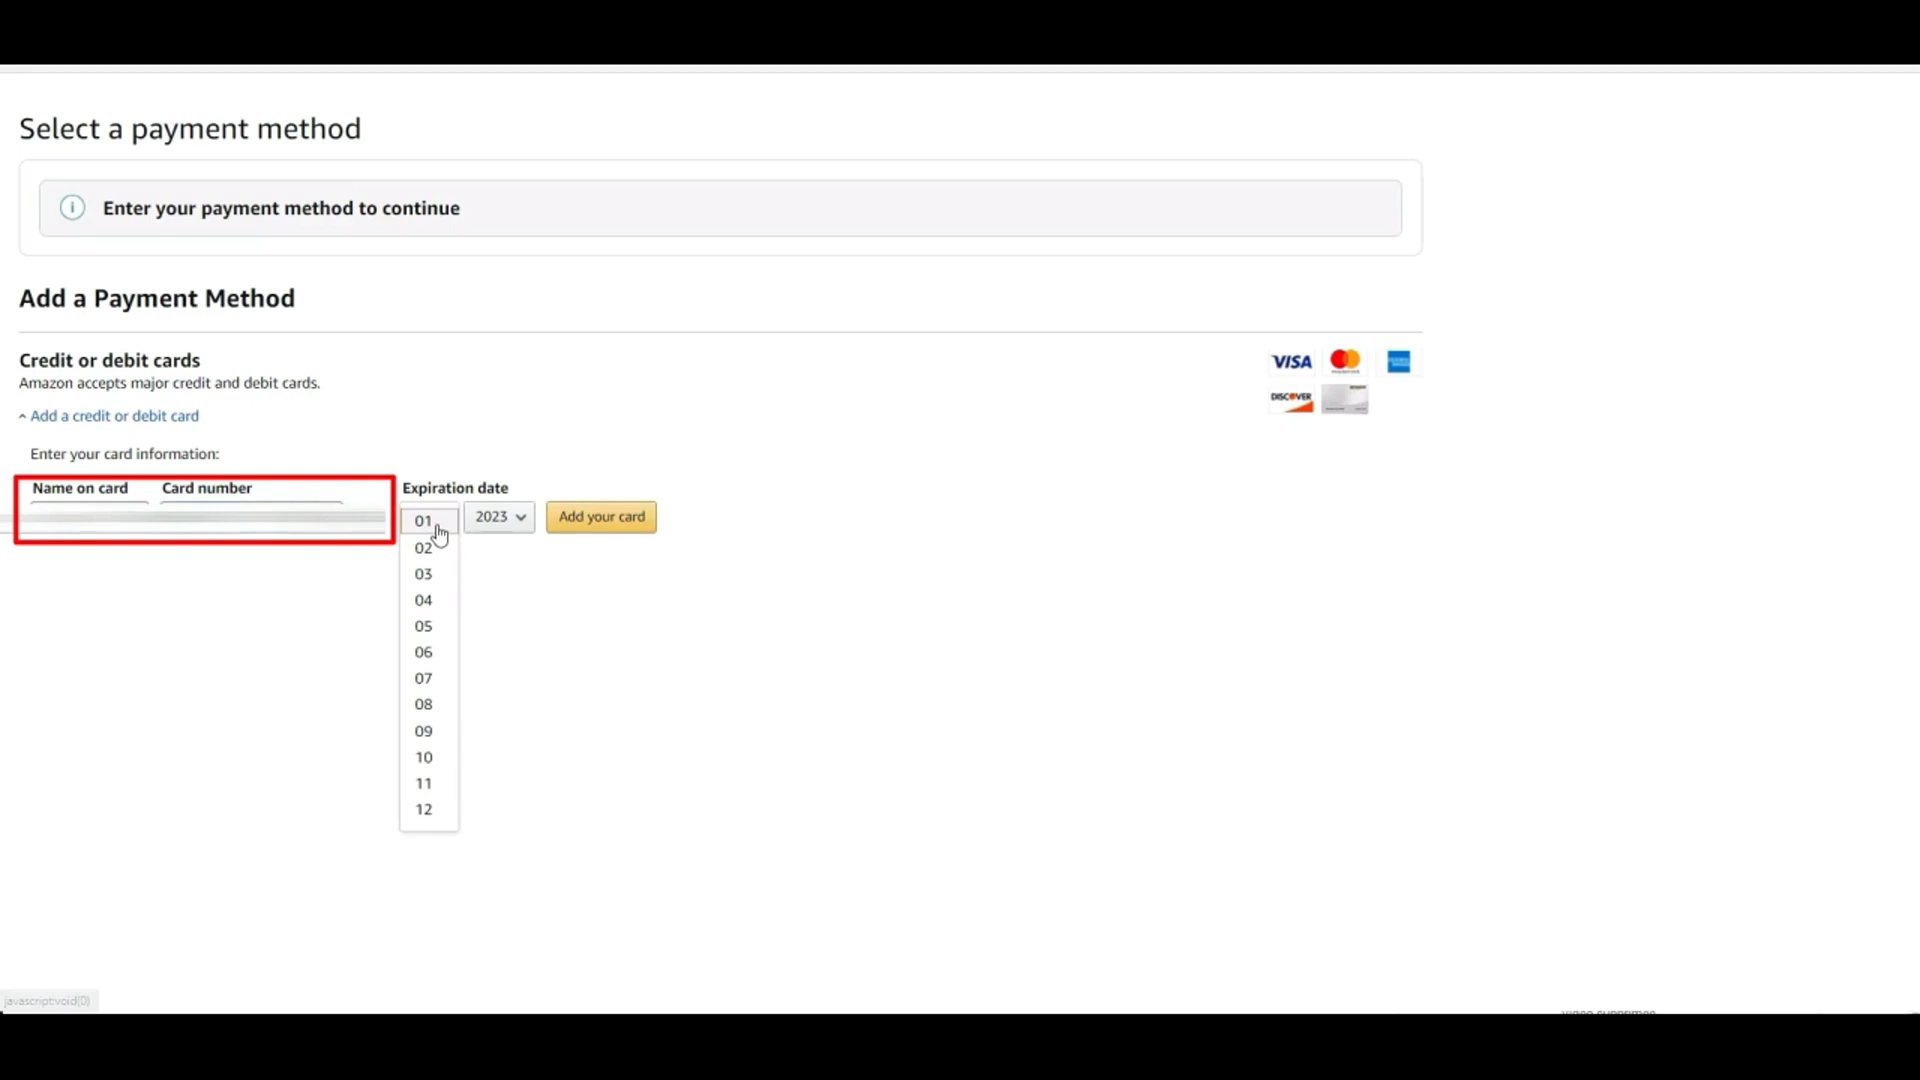 Select a payment method
Enter your payment method to continue
Add a Payment Method
Credit or debit cards
Amazon accepts major credit and debit cards.
VISA
DISCOVER
Add a credit or debit card
Enter your card information:
Name on card Card number Expiration date
01 2023 Add your card
02
03
04
05
06
07
08
09
10
11
12
javascript:void(0)